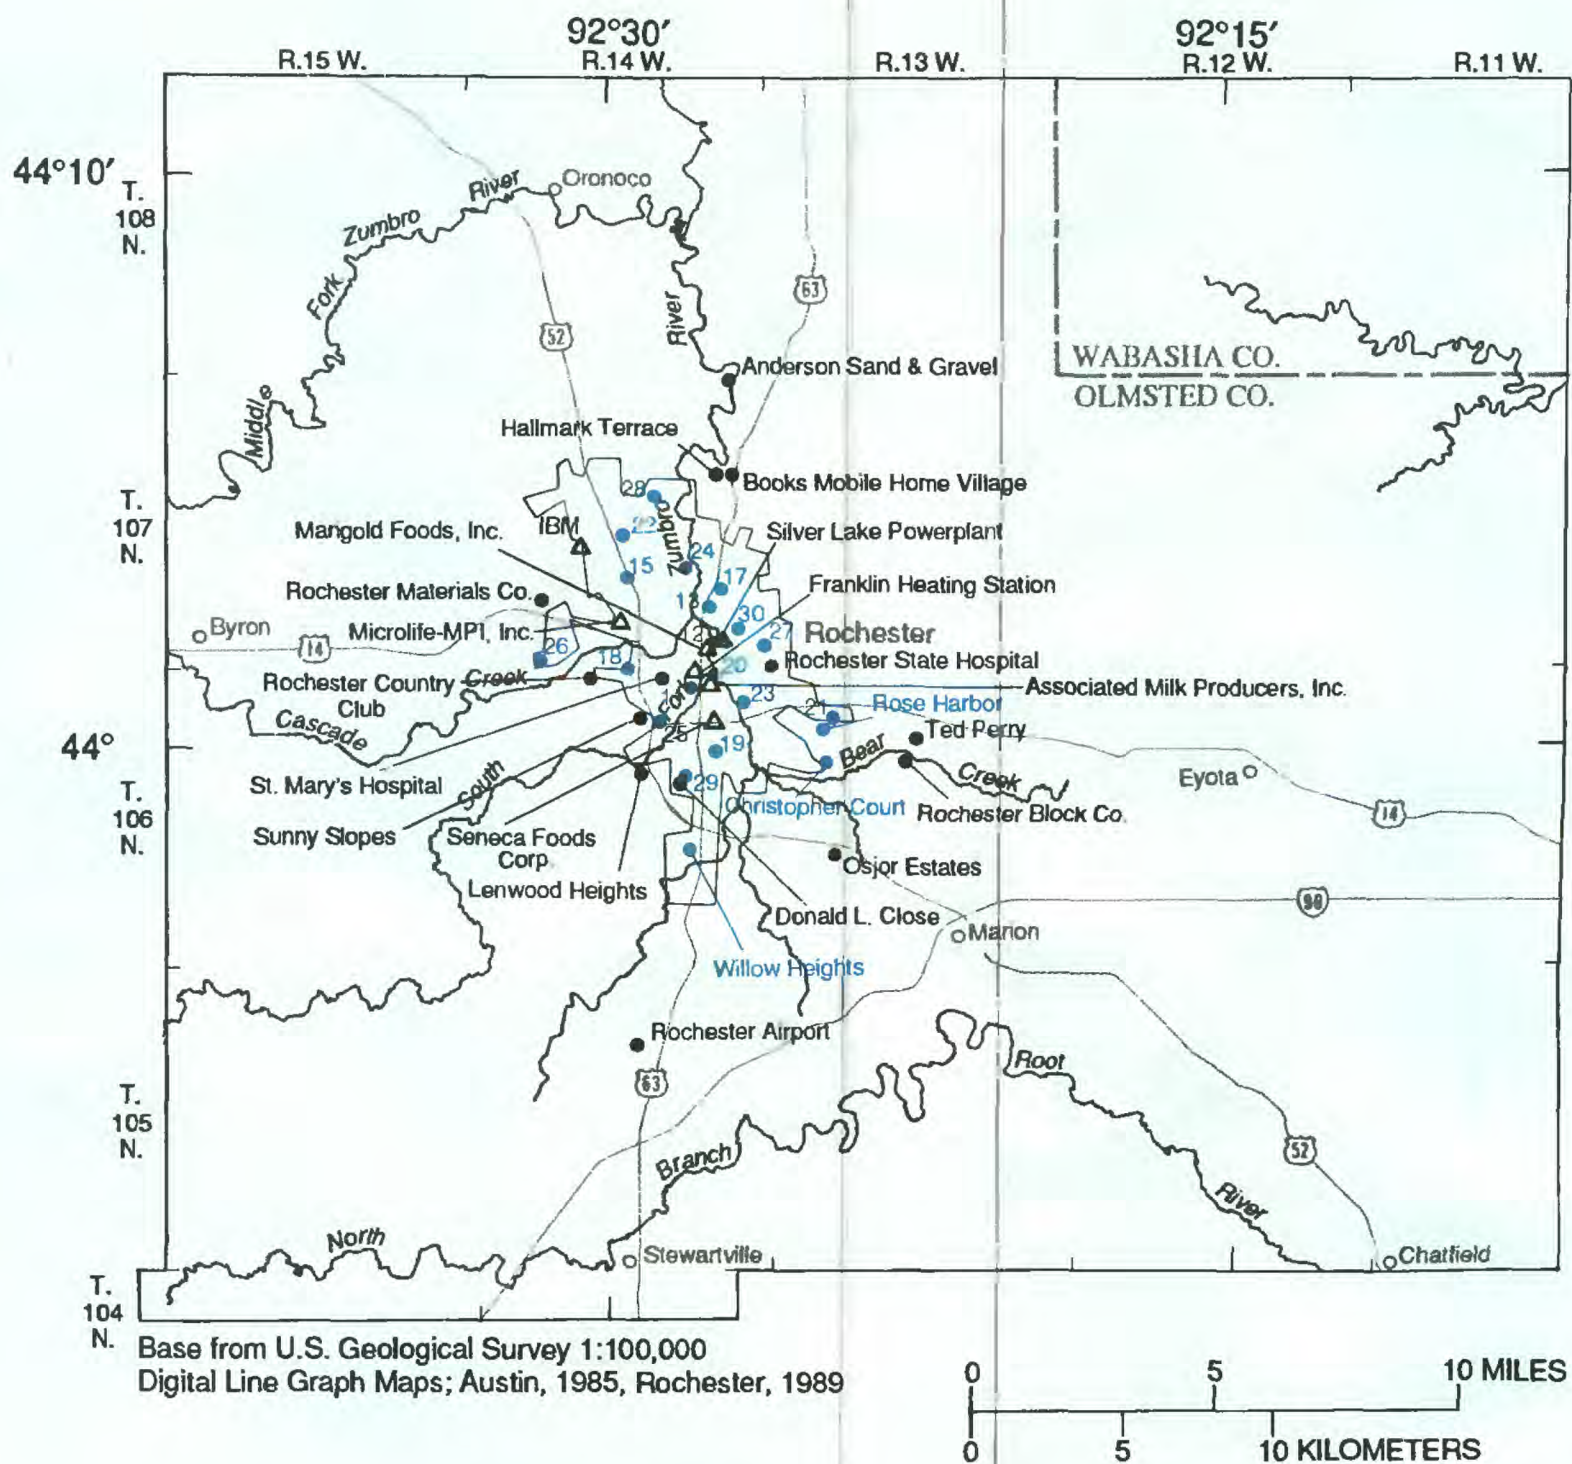 92°30′
92°15′
R.15 W.
R.14 W.
R.13 W.
R.12 W.
R.11 W.
44°10′
T.
108
N.
River
Oronoco
Zumbro
Fork
63
River
52
Anderson Sand & Gravel
WABASHA CO.
OLMSTED CO.
Middl
Hallmark Terrace
Books Mobile Home Village
T.
107
N.
28
22
Zumbro
IBM
Mangold Foods, Inc.
Silver Lake Powerplant
24
15
17
Franklin Heating Station
Rochester Materials Co.
30
Byron
14
Microlife-MP1, Inc.
27
Rochester
26
18
20
Rochester State Hospital
Rochester Country
Club
Creek
23
Associated Milk Producers, Inc.
Rose Harbor
21
Cascade
44°
25
19
Ted Perry
Bear
Creek
Eyota
St. Mary's Hospital
South
29
Christopher Court
Rochester Block Co.
14
T.
106
N.
Sunny Slopes
Seneca Foods
Corp.
Osjor Estates
Lenwood Heights
90
Donald L. Close
Marion
Willow Heights
Rochester Airport
63
Root
T.
105
N.
52
Branch
River
North
Stewartville
Chatfield
T.
104
N.
Base from U.S. Geological Survey 1:100,000
Digital Line Graph Maps; Austin, 1985, Rochester, 1989
0 5 10 MILES
0 5 10 KILOMETERS